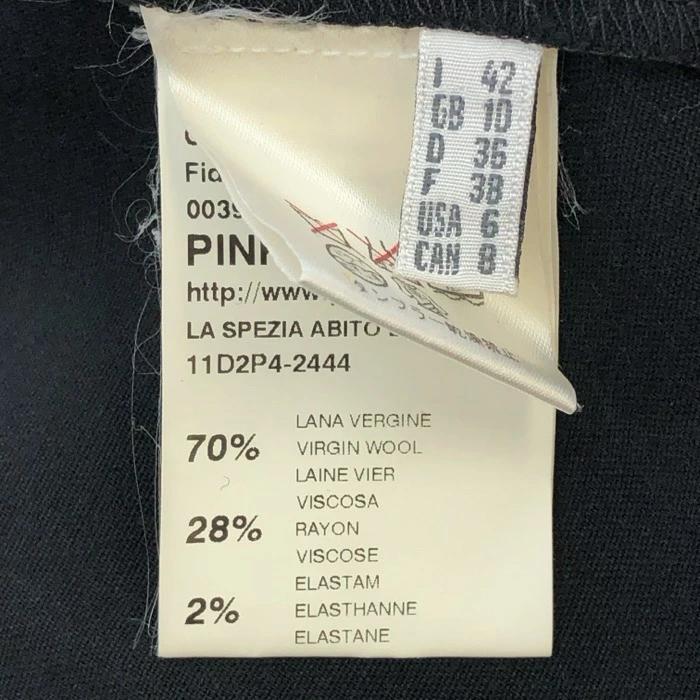 I 42
GB 10
D 36
F 38
USA 6
CAN 8
0039
http://www.
LA SPEZIA ABITO
11D2P4-2444
70% LANA VERGINE
VIRGIN WOOL
LAINE VIER
28% VISCOSA
RAYON
VISCOSE
2% ELASTAM
ELASTHANNE
ELASTANE